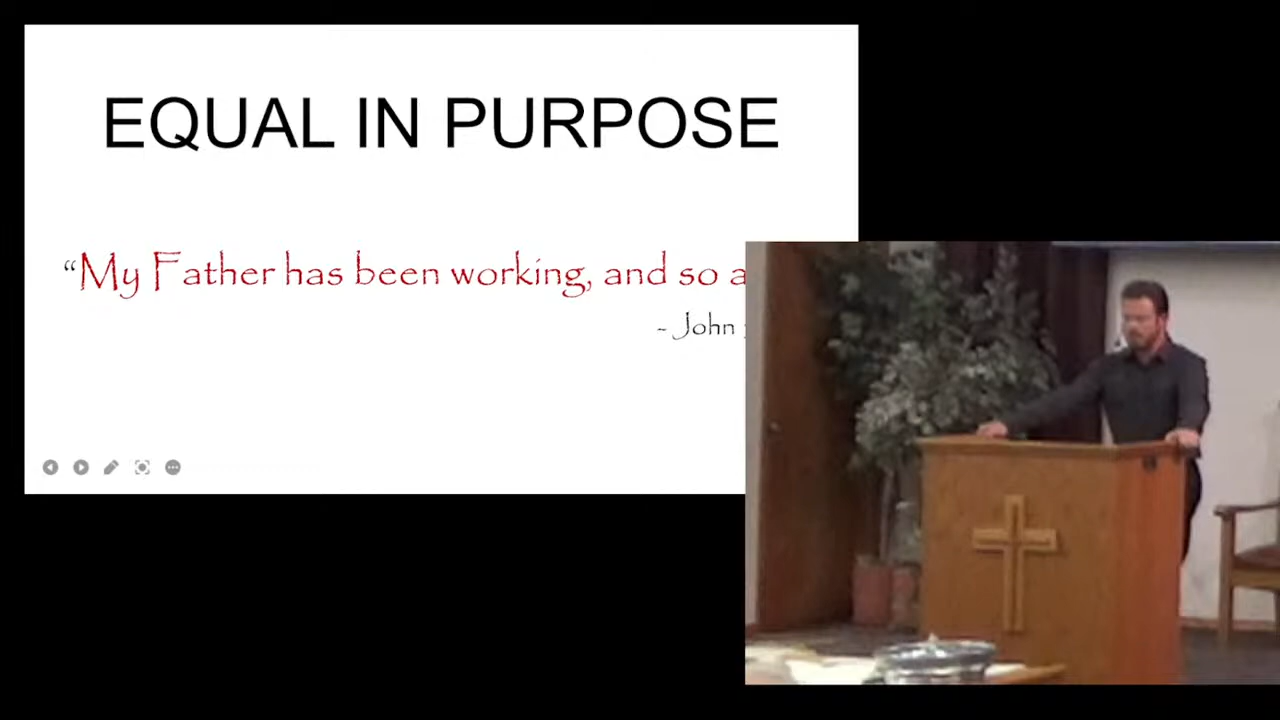 EQUAL IN PURPOSE
“My Father has been working, and so
- John